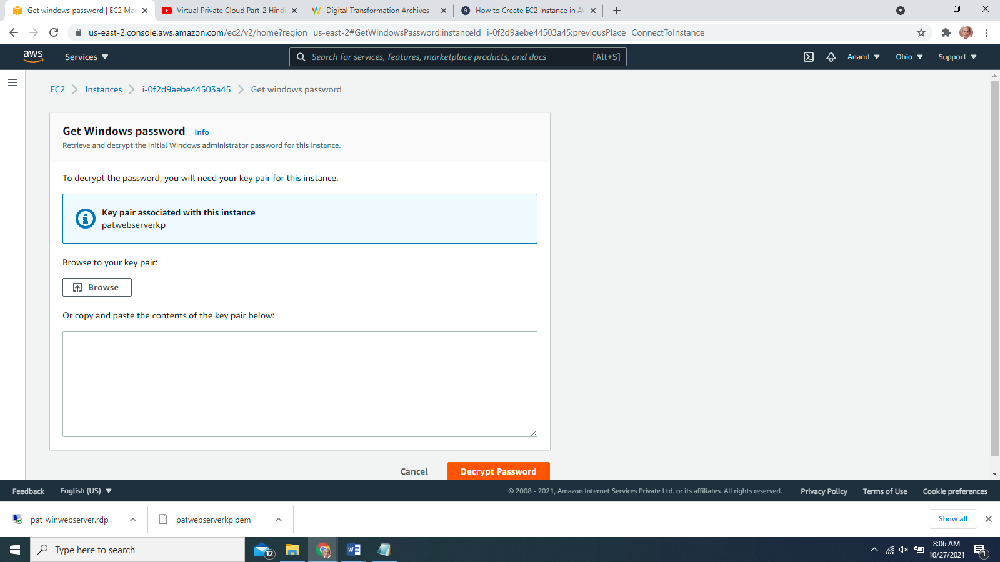 Get windows password | EC2 Ma
Virtual Private Cloud Part-2 Hindi
Digital Transformation Archives -
How to Create EC2 Instance in AW
us-east-2.console.aws.amazon.com/ec2/v2/home?region=us-east-2#GetWindowsPassword:instanceId=i-0f2d9aebe44503a45;previousPlace=ConnectToInstance
aws
Services
Search for services, features, marketplace products, and docs
[Alt+S]
Anand
Ohio
Support
EC2
Instances
i-0f2d9aebe44503a45
Get windows password
Get Windows password
Info
Retrieve and decrypt the initial Windows administrator password for this instance.
To decrypt the password, you will need your key pair for this instance.
Key pair associated with this instance
patwebserverkp
Browse to your key pair:
Browse
Or copy and paste the contents of the key pair below:
Cancel
Decrypt Password
Feedback
English (US)
© 2008 - 2021, Amazon Internet Services Private Ltd. or its affiliates. All rights reserved.
Privacy Policy
Terms of Use
Cookie preferences
pat-winwebserver.rdp
patwebserverkp.pem
Show all
Type here to search
12
8:06 AM
10/27/2021
1